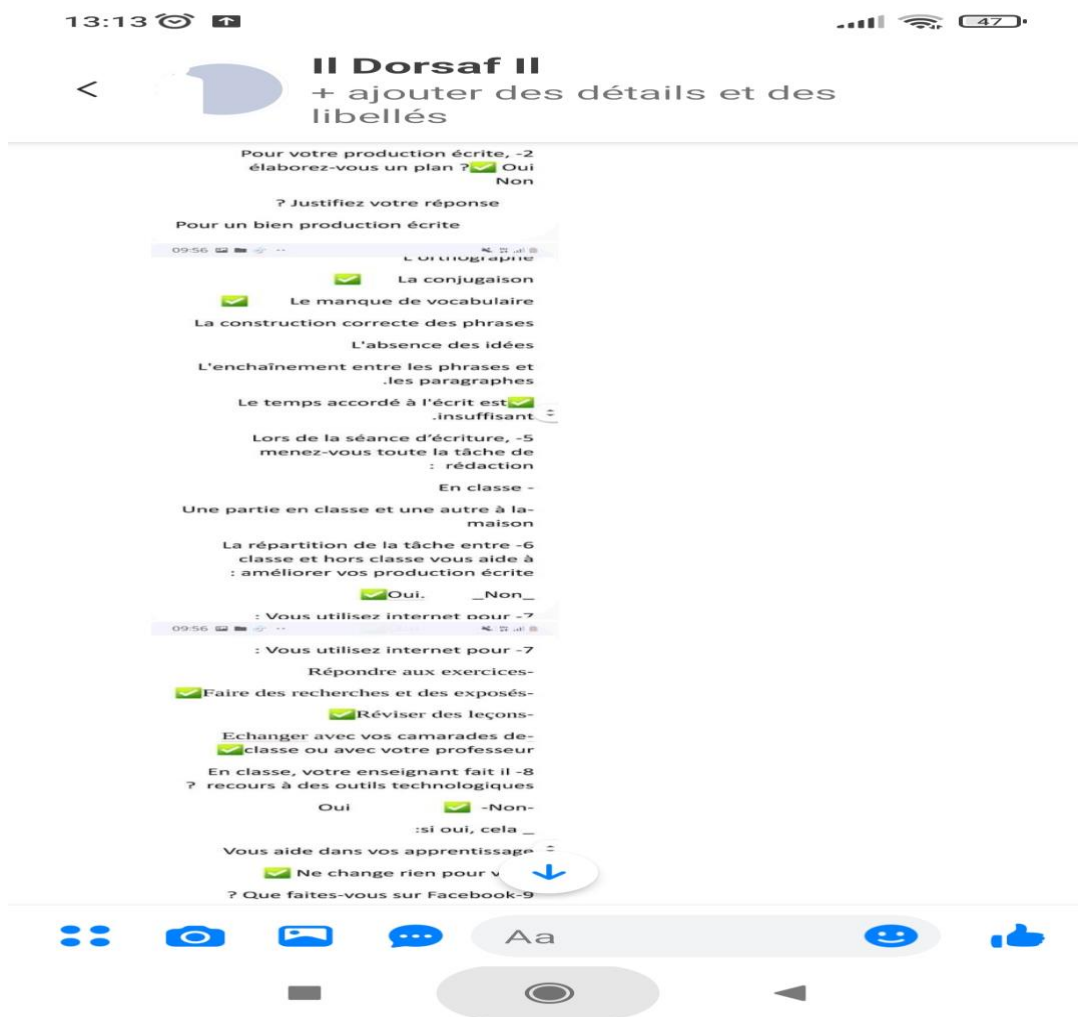 13:13
47
ll Dorsaf ll
+ ajouter des détails et des
libellés
Pour votre production écrite, -2
élaborez-vous un plan ?✅ Oui
Non
? Justifiez votre réponse
Pour un bien production écrite
09:56
L'orthographe
✅ La conjugaison
✅ Le manque de vocabulaire
La construction correcte des phrases
L'absence des idées
L'enchaînement entre les phrases et
.les paragraphes
Le temps accordé à l'écrit est✅
.insuffisant
Lors de la séance d'écriture, -5
menez-vous toute la tâche de
: rédaction
En classe -
Une partie en classe et une autre à la-
maison
La répartition de la tâche entre -6
classe et hors classe vous aide à
: améliorer vos production écrite
✅Oui. _Non_
: Vous utilisez internet pour -7
09:56
: Vous utilisez internet pour -7
Répondre aux exercices-
✅Faire des recherches et des exposés-
✅Réviser des leçons-
Echanger avec vos camarades de-
✅classe ou avec votre professeur
En classe, votre enseignant fait il -8
? recours à des outils technologiques
Oui ✅ -Non-
:si oui, cela _
Vous aide dans vos apprentissage
✅ Ne change rien pour
? Que faites-vous sur Facebook-9
Aa